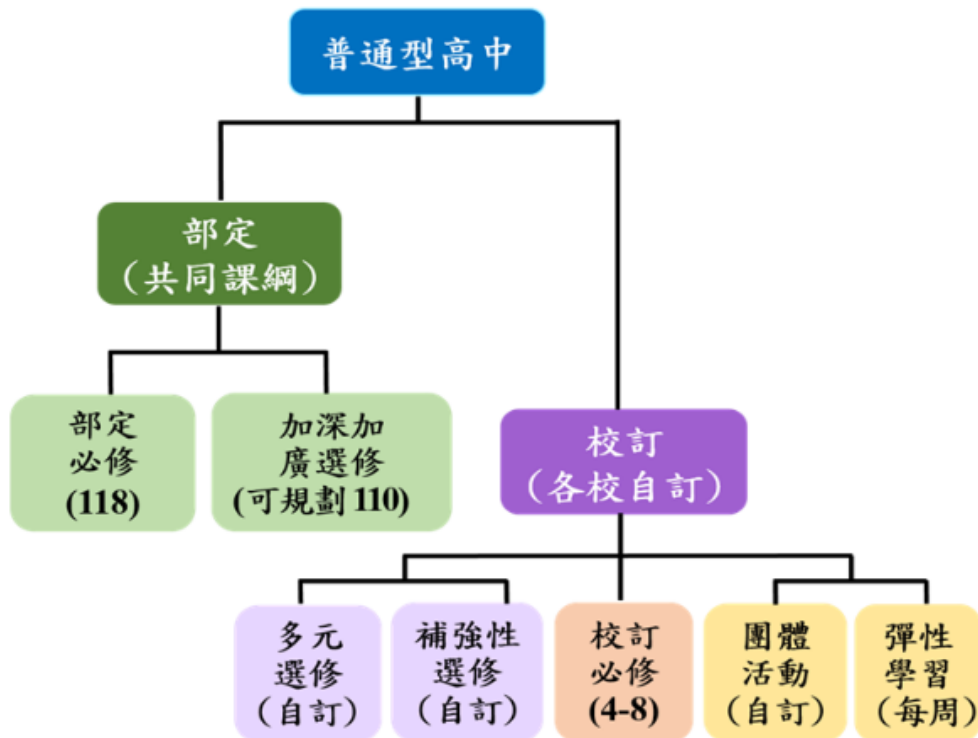 普通型高中
部定
（共同課綱）
部定
必修
(118)
加深加
廣選修
(可規劃110)
校訂
（各校自訂）
多元
選修
（自訂）
補強性
選修
（自訂）
校訂
必修
(4-8)
團體
活動
（自訂）
彈性
學習
（每周）